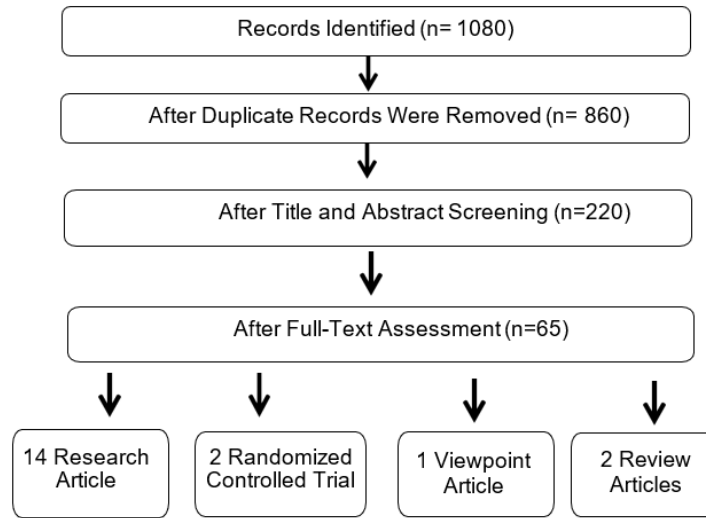 Records Identified (n= 1080)
After Duplicate Records Were Removed (n= 860)
After Title and Abstract Screening (n=220)
After Full-Text Assessment (n=65)
14 Research
Article
2 Randomized
Controlled Trial
1 Viewpoint
Article
2 Review
Articles